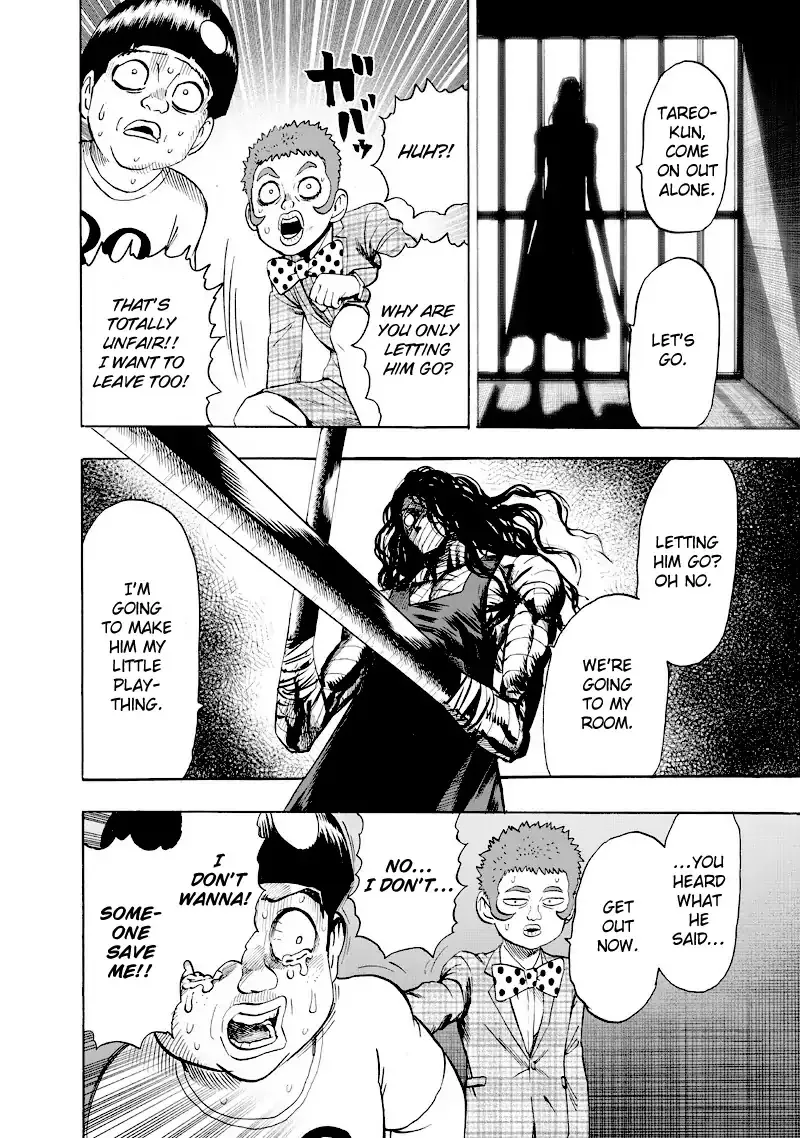 TAREO-
KUN,
COME
ON OUT
ALONE.
LET'S
GO.
ガバッ
HUH?!
WHY ARE
YOU ONLY
LETTING
HIM GO?
THAT'S
TOTALLY
UNFAIR!!
I WANT TO
LEAVE TOO!
LETTING
HIM GO?
OH NO.
WE'RE
GOING
TO MY
ROOM.
I'M
GOING
TO MAKE
HIM MY
LITTLE
PLAY-
THING.
...YOU
HEARD
WHAT
HE
SAID...
GET
OUT
NOW.
NO...
I DON'T...
I
DON'T
WANNA!
SOME-
ONE
SAVE
ME!!